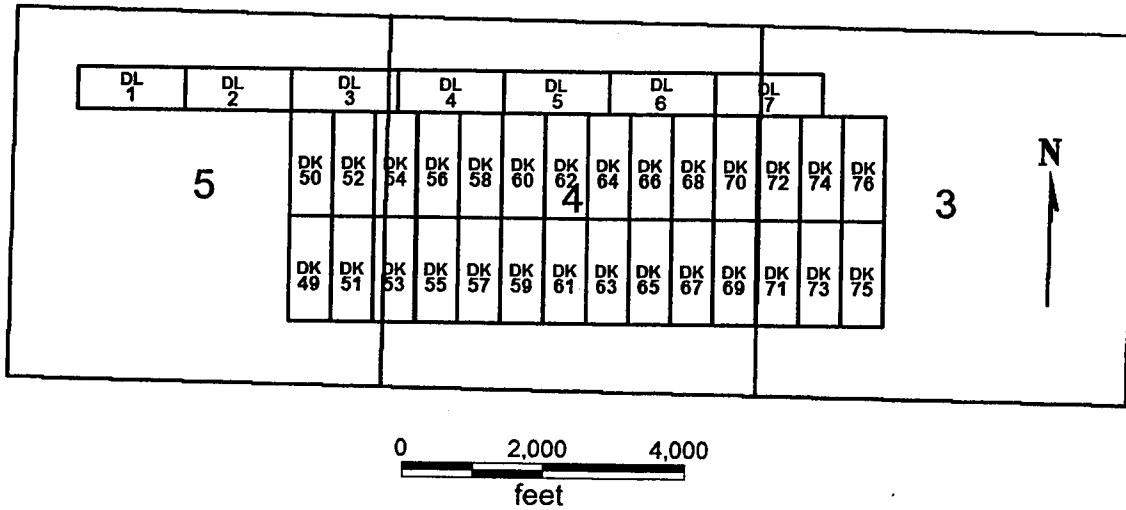 DL DL DL DL DL DL DL
1 2 3 4 5 6 7
DK DK DK DK DK DK DK DK DK DK DK DK DK DK
50 52 54 56 58 60 62 64 66 68 70 72 74 76
5 4 3
N
DK DK DK DK DK DK DK DK DK DK DK DK DK DK
49 51 53 55 57 59 61 63 65 67 69 71 73 75
0 2,000 4,000
feet